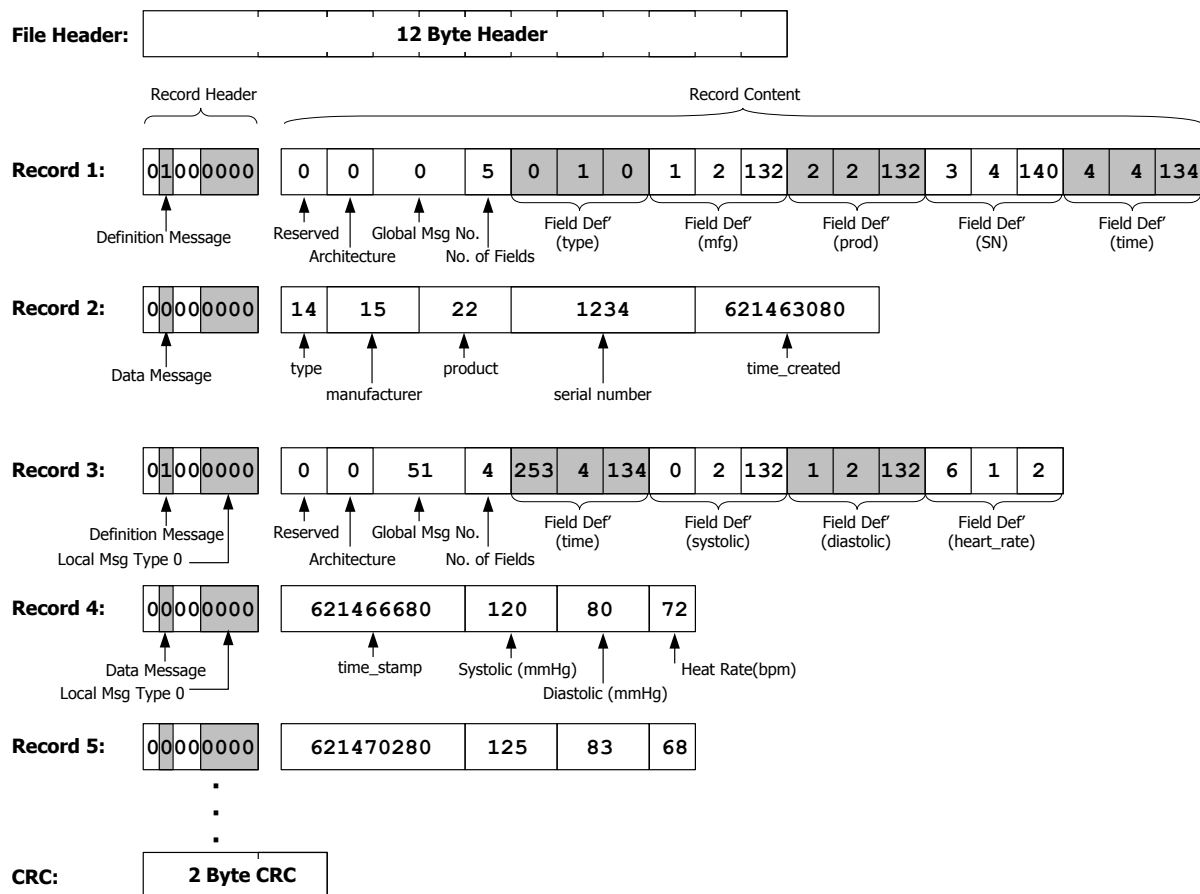 File Header: 12 Byte Header
Record Header Record Content
Record 1: 01000000 0 0 0 5 0 1 0 1 2 132 2 2 132 3 4 140 4 4 134
Definition Message Reserved Architecture Global Msg No. No. of Fields Field Def' (type) Field Def' (mfg) Field Def' (prod) Field Def' (SN) Field Def' (time)
Record 2: 00000000 14 15 22 1234 621463080
Data Message type manufacturer product serial number time_created
Record 3: 01000000 0 0 51 4 253 4 134 0 2 132 1 2 132 6 1 2
Definition Message Local Msg Type 0 Reserved Architecture Global Msg No. No. of Fields Field Def' (time) Field Def' (systolic) Field Def' (diastolic) Field Def' (heart_rate)
Record 4: 00000000 621466680 120 80 72
Data Message Local Msg Type 0 time_stamp Systolic (mmHg) Diastolic (mmHg) Heat Rate(bpm)
Record 5: 00000000 621470280 125 83 68
CRC: 2 Byte CRC